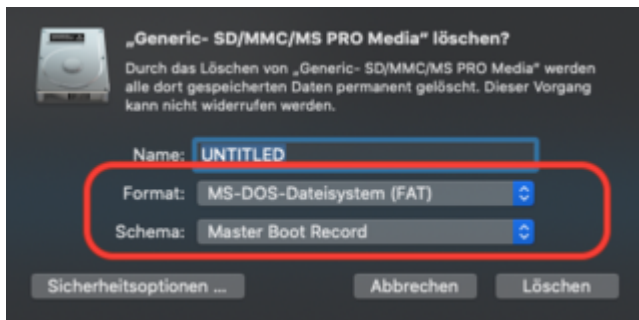 „Generic- SD/MMC/MS PRO Media“ löschen?
Durch das Löschen von „Generic- SD/MMC/MS PRO Media“ werden
alle dort gespeicherten Daten permanent gelöscht. Dieser Vorgang
kann nicht widerrufen werden.
Name: UNTITLED
Format: MS-DOS-Dateisystem (FAT)
Schema: Master Boot Record
Sicherheitsoptionen ... Abbrechen Löschen